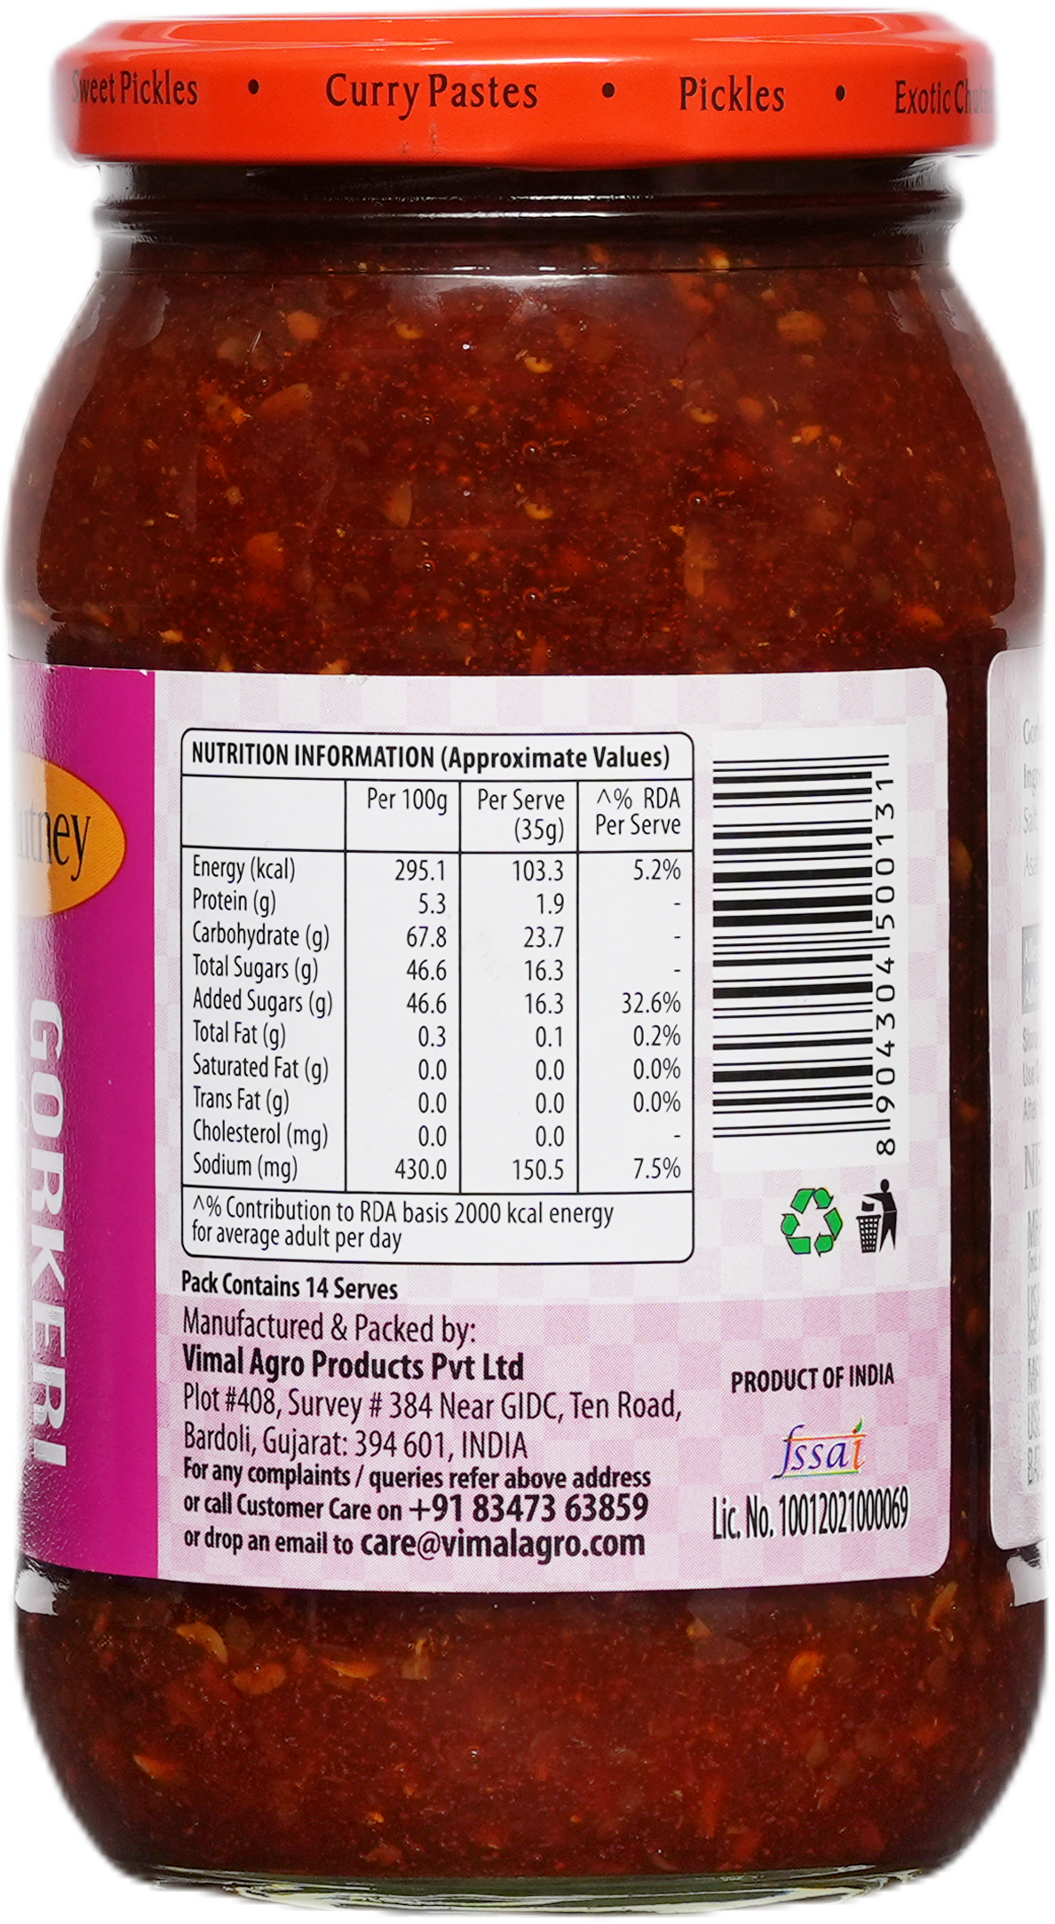 Sweet Pickles • Curry Pastes • Pickles • Exotic
GORKERI
NUTRITION INFORMATION (Approximate Values)
Per 100g Per Serve (35g) ^% RDA Per Serve
Energy (kcal) 295.1 103.3 5.2%
Protein (g) 5.3 1.9 -
Carbohydrate (g) 67.8 23.7 -
Total Sugars (g) 46.6 16.3 -
Added Sugars (g) 46.6 16.3 32.6%
Total Fat (g) 0.3 0.1 0.2%
Saturated Fat (g) 0.0 0.0 0.0%
Trans Fat (g) 0.0 0.0 0.0%
Cholesterol (mg) 0.0 0.0 -
Sodium (mg) 430.0 150.5 7.5%
^% Contribution to RDA basis 2000 kcal energy
for average adult per day
Pack Contains 14 Serves
Manufactured & Packed by:
Vimal Agro Products Pvt Ltd
Plot #408, Survey # 384 Near GIDC, Ten Road,
Bardoli, Gujarat: 394 601, INDIA
For any complaints / queries refer above address
or call Customer Care on +91 83473 63859
or drop an email to care@vimalagro.com
8 904304 500131
PRODUCT OF INDIA
fssai
Lic. No. 10012021000069